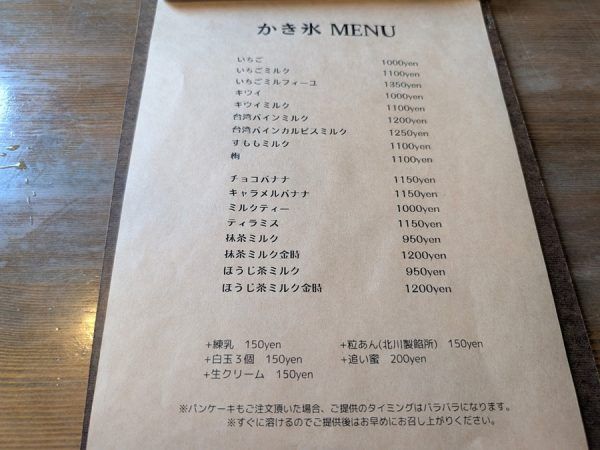 かき氷 MENU
いちご 1000yen
いちごミルク 1100yen
いちごミルフィーユ 1350yen
キウイ 1000yen
キウイミルク 1100yen
台湾パインミルク 1200yen
台湾パインカルピスミルク 1250yen
すももミルク 1100yen
梅 1100yen
チョコバナナ 1150yen
キャラメルバナナ 1150yen
ミルクティー 1000yen
ティラミス 1150yen
抹茶ミルク 950yen
抹茶ミルク金時 1200yen
ほうじ茶ミルク 950yen
ほうじ茶ミルク金時 1200yen
+練乳 150yen +粒あん(北川製餡所) 150yen
+白玉3個 150yen +追い蜜 200yen
+生クリーム 150yen
※パンケーキもご注文頂いた場合、ご提供のタイミングはバラバラになります。
※すぐに溶けるのでご提供後はお早めにお召し上がりください。